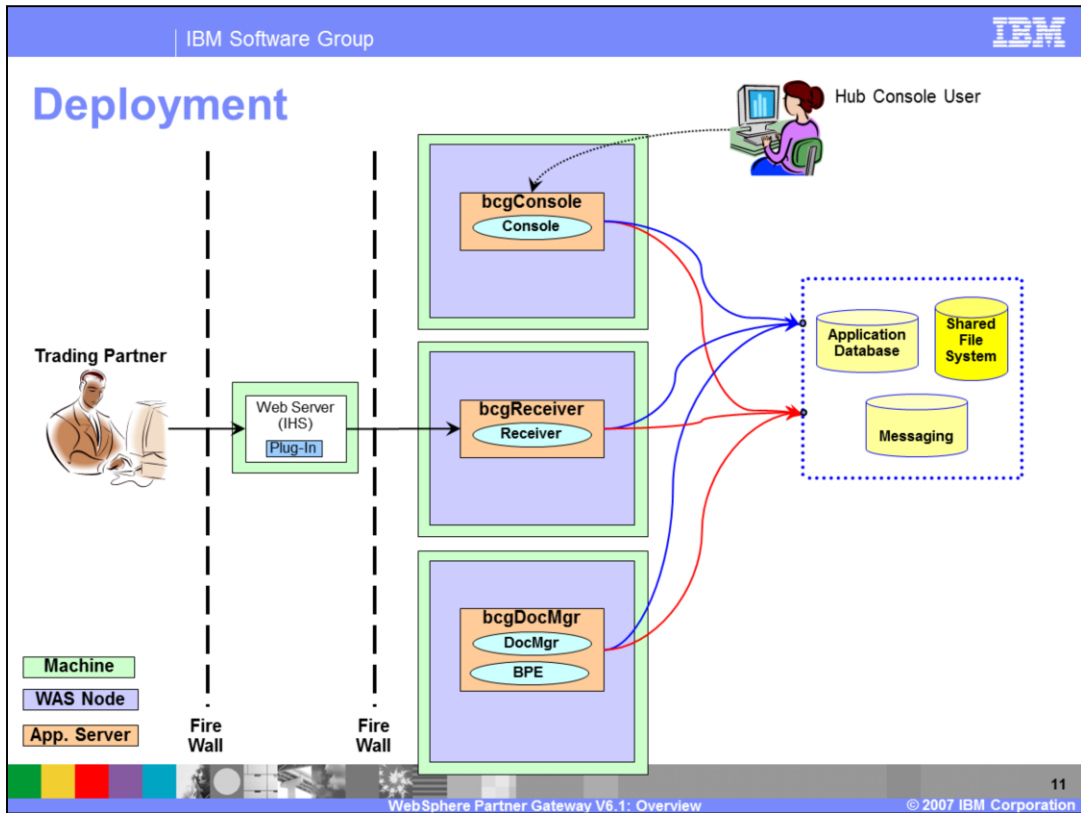 IBM Software Group
IBM
Deployment
Hub Console User
bcgConsole
Console
Application
Database
Shared
File
System
Messaging
Trading Partner
Web Server
(IHS)
Plug-In
bcgReceiver
Receiver
bcgDocMgr
DocMgr
BPE
Machine
WAS Node
App. Server
Fire
Wall
Fire
Wall
11
WebSphere Partner Gateway V6.1: Overview
© 2007 IBM Corporation